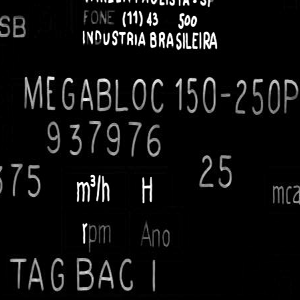 FONE (11) 43 500
INDUSTRIA BRASILEIRA
SB
MEGABLOC 150-250P
937976
375 m³/h H 25 mca
rpm Ano
TAG BAC I